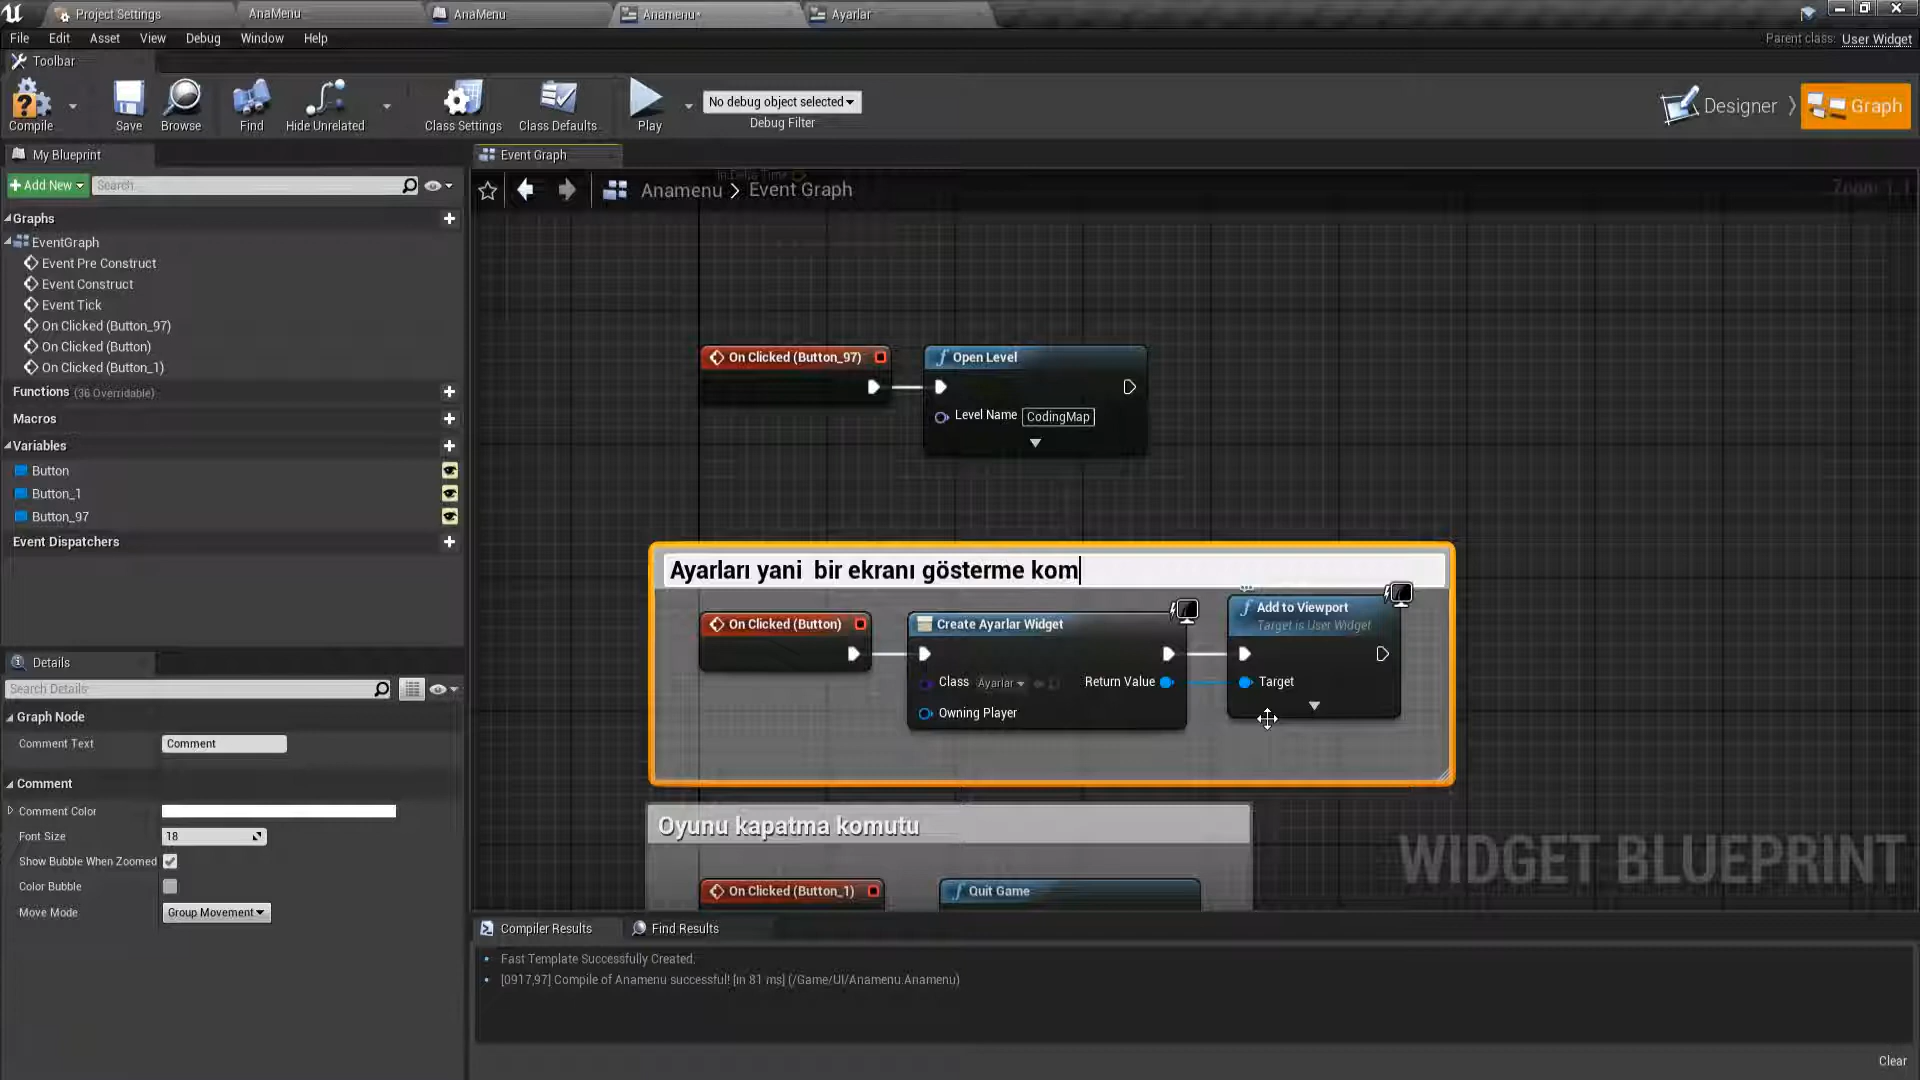 Project Settings
AnaMenu
AnaMenu
Anamenu•
Ayarlar
File Edit Asset View Debug Window Help
Parent class: User Widget
Toolbar
Compile
Save
Browse
Find
Hide Unrelated
Class Settings
Class Defaults
Play
No debug object selected
Debug Filter
Designer
Graph
My Blueprint
Add New
Search
Graphs
EventGraph
Event Pre Construct
Event Construct
Event Tick
On Clicked (Button_97)
On Clicked (Button)
On Clicked (Button_1)
Functions (36 Overridable)
Macros
Variables
Button
Button_1
Button_97
Event Dispatchers
Details
Search Details
Graph Node
Comment Text Comment
Comment
Comment Color
Font Size 18
Show Bubble When Zoomed
Color Bubble
Move Mode Group Movement
Event Graph
In Delta Time
Anamenu > Event Graph
Zoom 1:1
On Clicked (Button_97)
Open Level
Level Name CodingMap
Ayarları yani  bir ekranı gösterme kom
On Clicked (Button)
Create Ayarlar Widget
Class Ayarlar
Return Value
Owning Player
Add to Viewport
Target is User Widget
Target
Oyunu kapatma komutu
On Clicked (Button_1)
Quit Game
WIDGET BLUEPRINT
Compiler Results
Find Results
Fast Template Successfully Created.
[0917,97] Compile of Anamenu successful! [in 81 ms] (/Game/UI/Anamenu.Anamenu)
Clear